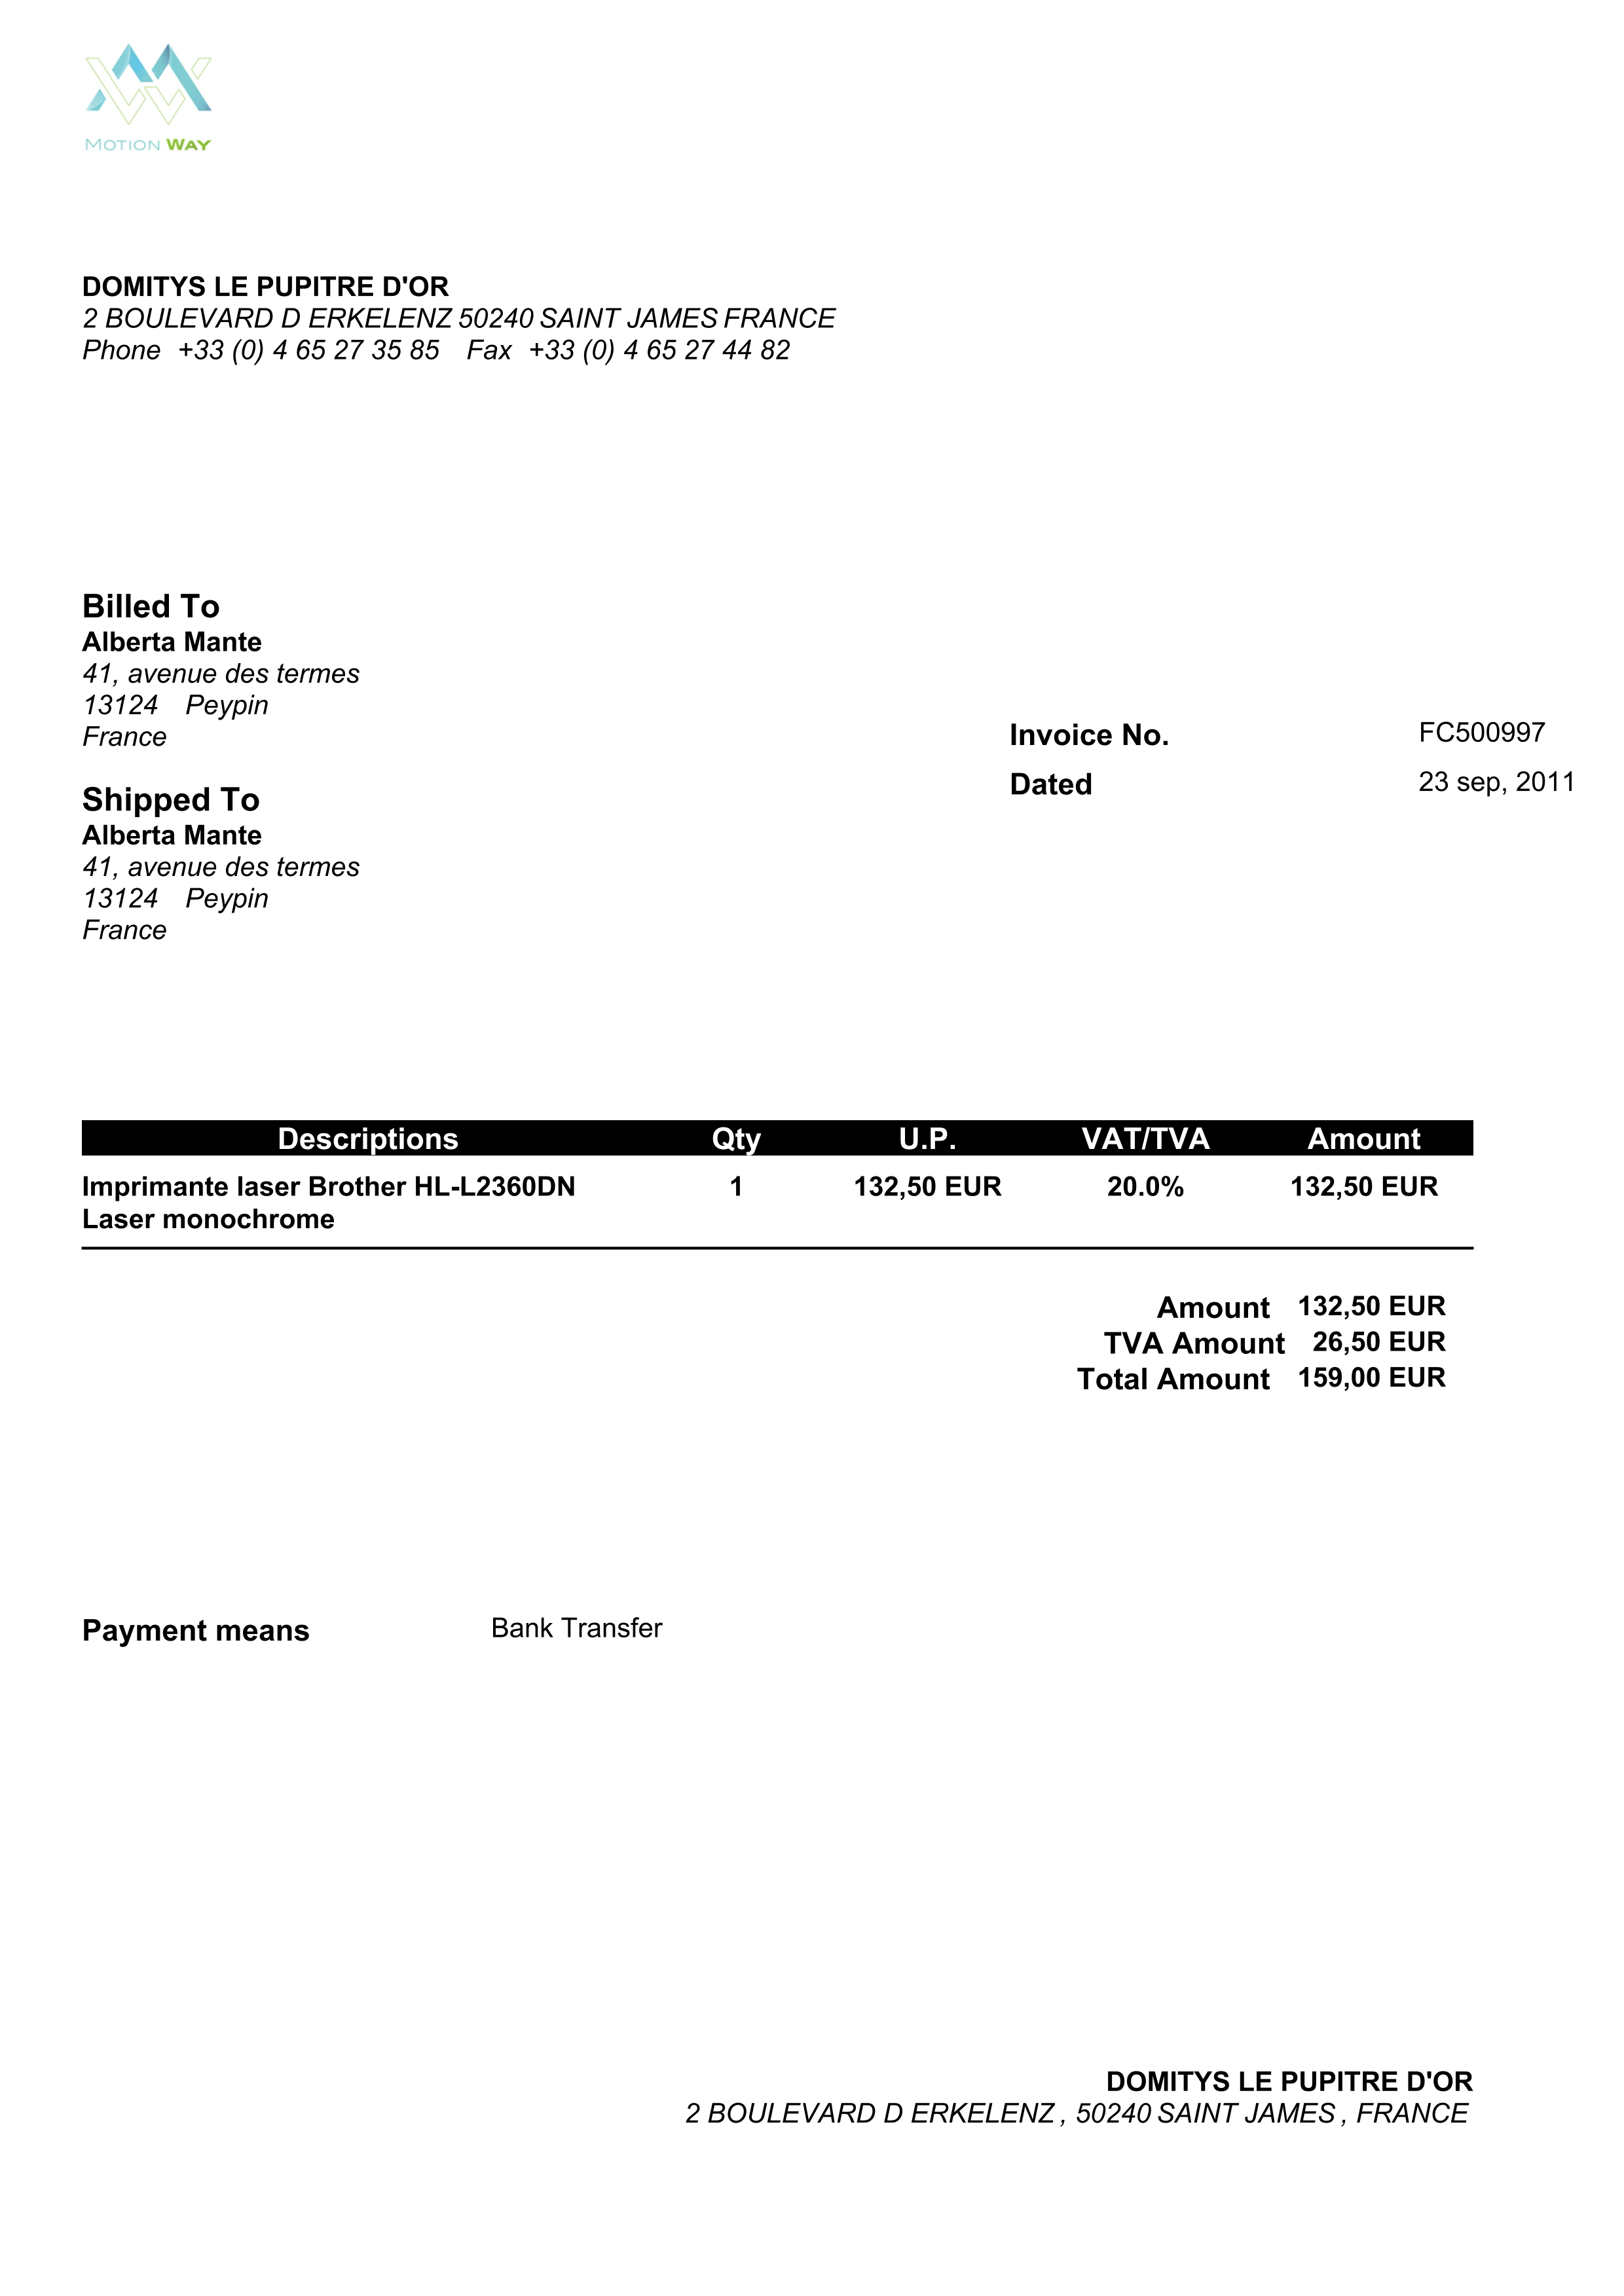 MOTION WAY
DOMITYS LE PUPITRE D'OR
2 BOULEVARD D ERKELENZ 50240 SAINT JAMES FRANCE
Phone +33 (0) 4 65 27 35 85 Fax +33 (0) 4 65 27 44 82
Billed To
Alberta Mante
41, avenue des termes
13124 Peypin
France
Invoice No. FC500997
Dated 23 sep, 2011
Shipped To
Alberta Mante
41, avenue des termes
13124 Peypin
France
Descriptions Qty U.P. VAT/TVA Amount
Imprimante laser Brother HL-L2360DN 1 132,50 EUR 20.0% 132,50 EUR
Laser monochrome
Amount 132,50 EUR
TVA Amount 26,50 EUR
Total Amount 159,00 EUR
Payment means Bank Transfer
DOMITYS LE PUPITRE D'OR
2 BOULEVARD D ERKELENZ , 50240 SAINT JAMES , FRANCE